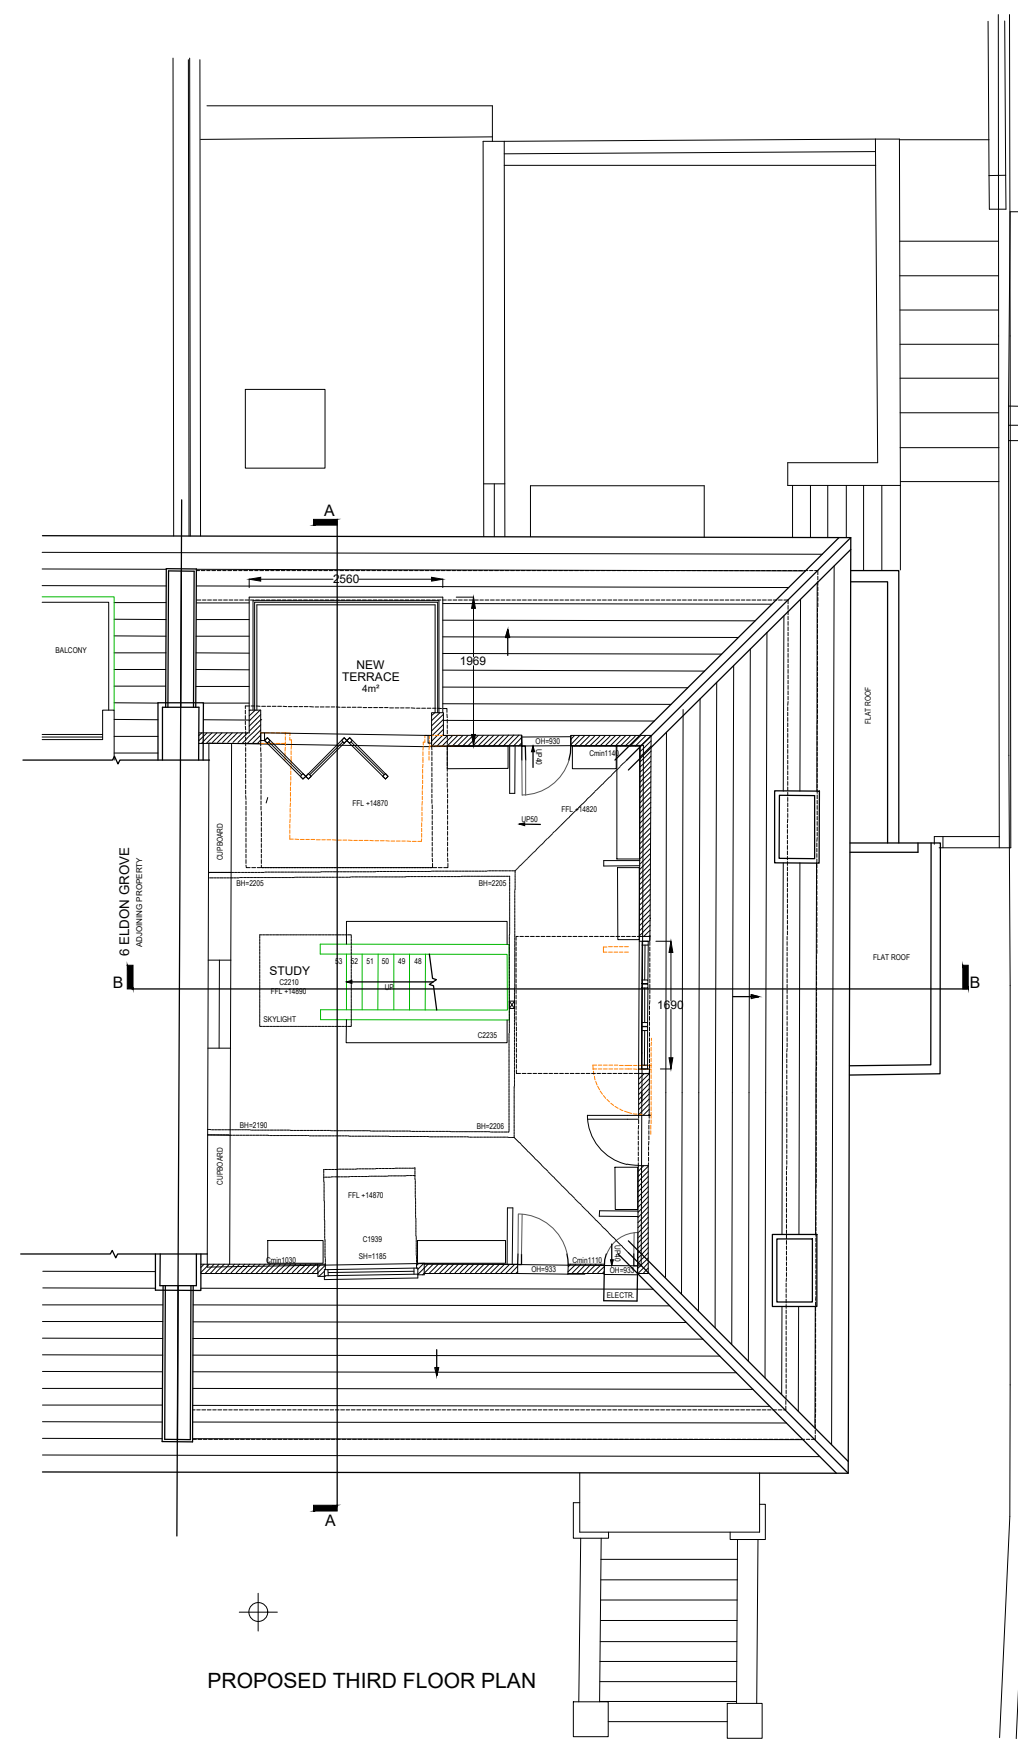 A
2560
BALCONY
NEW
TERRACE
4m²
1969
FLAT ROOF
OH=930
UP40
Cmin1140
FFL +14870
FFL +14820
UP50
CUPBOARD
6 ELDON GROVE
ADJOINING PROPERTY
BH=2205
BH=2205
53 52 51 50 49 48
STUDY
C2210
FFL +14890
UP
SKYLIGHT
C2235
B
B
1690
FLAT ROOF
BH=2190
BH=2206
CUPBOARD
FFL +14870
C1939
SH=1185
Cmin1030
Cmin1110
UP40
OH=933
OH=933
ELECTR.
A
PROPOSED THIRD FLOOR PLAN